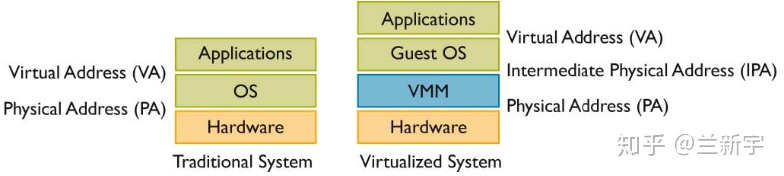 Applications
OS
Hardware
Virtual Address (VA)
Physical Address (PA)
Traditional System
Applications
Guest OS
VMM
Hardware
Virtual Address (VA)
Intermediate Physical Address (IPA)
Physical Address (PA)
Virtualized System
知乎 @兰新宇